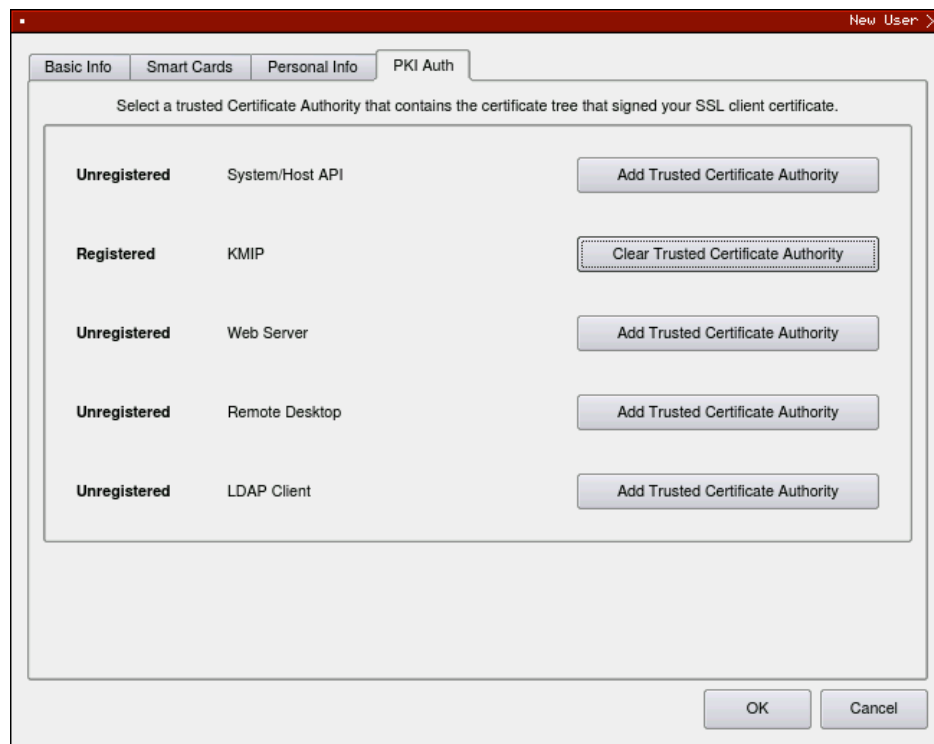 New User
Basic Info Smart Cards Personal Info PKI Auth
Select a trusted Certificate Authority that contains the certificate tree that signed your SSL client certificate.
Unregistered System/Host API Add Trusted Certificate Authority
Registered KMIP Clear Trusted Certificate Authority
Unregistered Web Server Add Trusted Certificate Authority
Unregistered Remote Desktop Add Trusted Certificate Authority
Unregistered LDAP Client Add Trusted Certificate Authority
OK Cancel